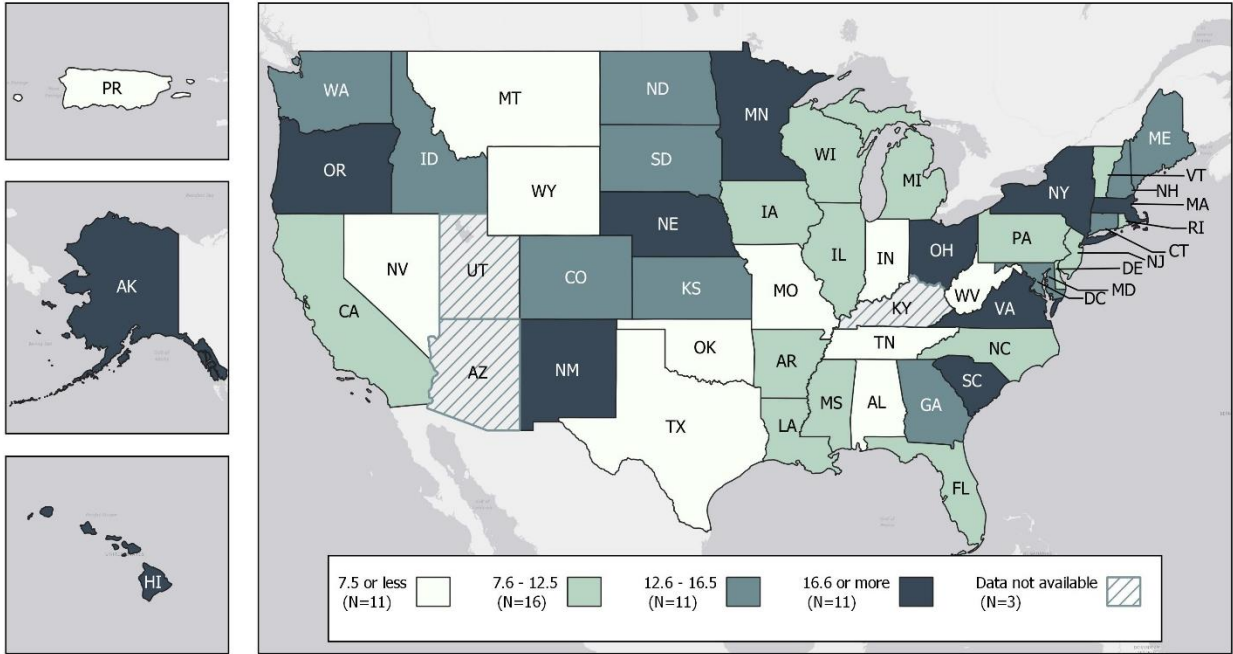 PR
AK
HI
WA
MT
ND
MN
ME
OR
ID
SD
WI
MI
VT
NH
NY
MA
WY
RI
IA
NE
PA
CT
NJ
NV
UT
CO
IL
IN
OH
DE
MD
DC
CA
KS
MO
WV
KY
VA
AZ
NM
OK
TN
NC
AR
SC
MS
AL
GA
TX
LA
FL
7.5 or less
(N=11)
7.6 - 12.5
(N=16)
12.6 - 16.5
(N=11)
16.6 or more
(N=11)
Data not available
(N=3)